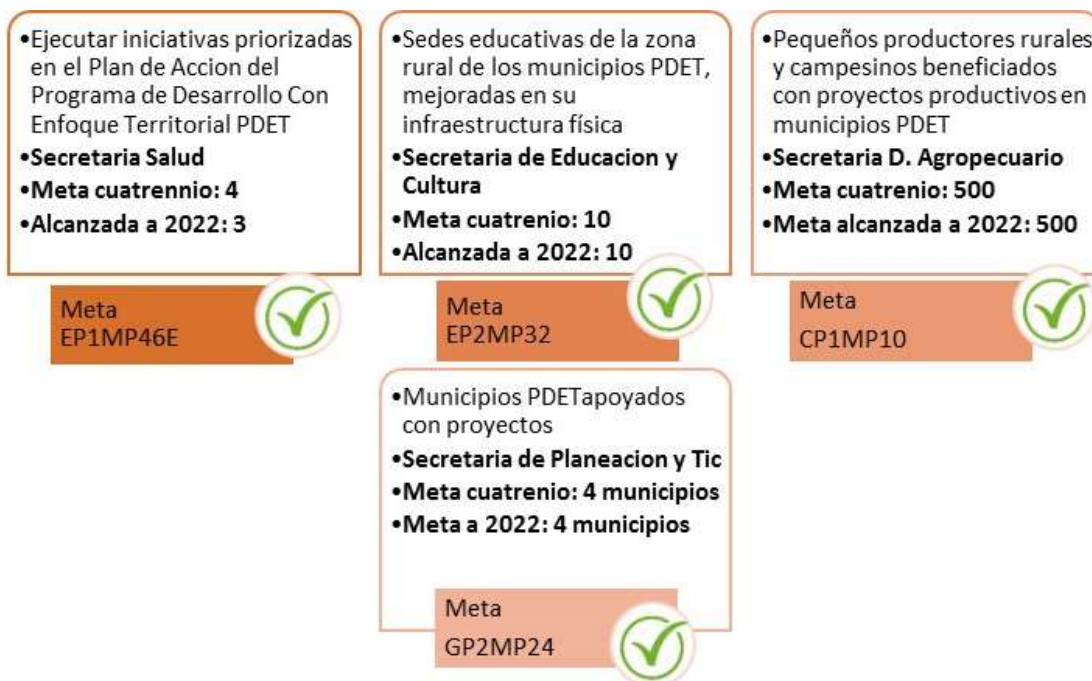 •Ejecutar iniciativas priorizadas
en el Plan de Accion del
Programa de Desarrollo Con
Enfoque Territorial PDET
•Secretaria Salud
•Meta cuatrennio: 4
•Alcanzada a 2022: 3
Meta
EP1MP46E
•Sedes educativas de la zona
rural de los municipios PDET,
mejoradas en su
infraestructura física
•Secretaria de Educacion y
Cultura
•Meta cuatrenio: 10
•Alcanzada a 2022: 10
Meta
EP2MP32
•Pequeños productores rurales
y campesinos beneficiados
con proyectos productivos en
municipios PDET
•Secretaria D. Agropecuario
•Meta cuatrenio: 500
•Meta alcanzada a 2022: 500
Meta
CP1MP10
•Municipios PDETapoyados
con proyectos
•Secretaria de Planeacion y Tic
•Meta cuatrenio: 4 municipios
•Meta a 2022: 4 municipios
Meta
GP2MP24